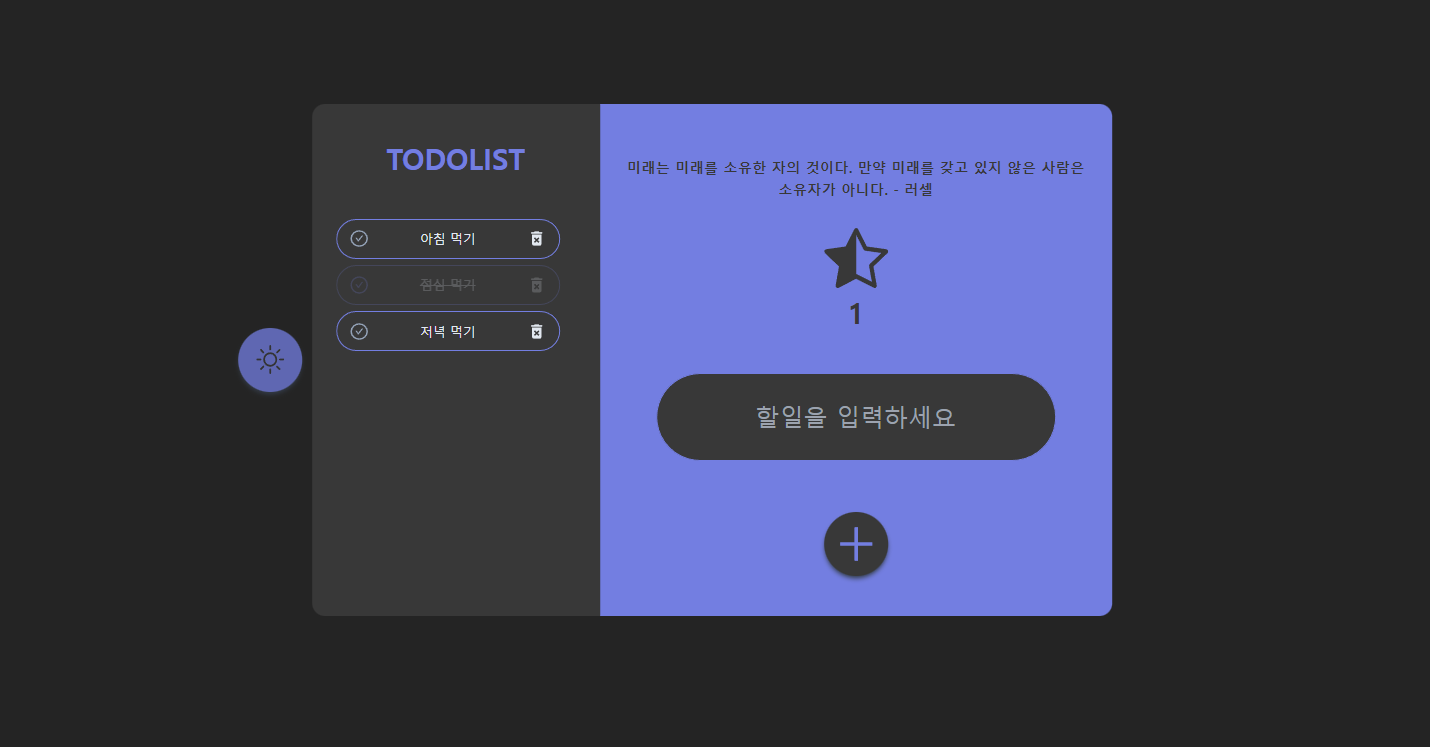 TODOLIST
아침 먹기
점심 먹기
저녁 먹기
미래는 미래를 소유한 자의 것이다. 만약 미래를 갖고 있지 않은 사람은
소유자가 아니다. - 러셀
1
할일을 입력하세요